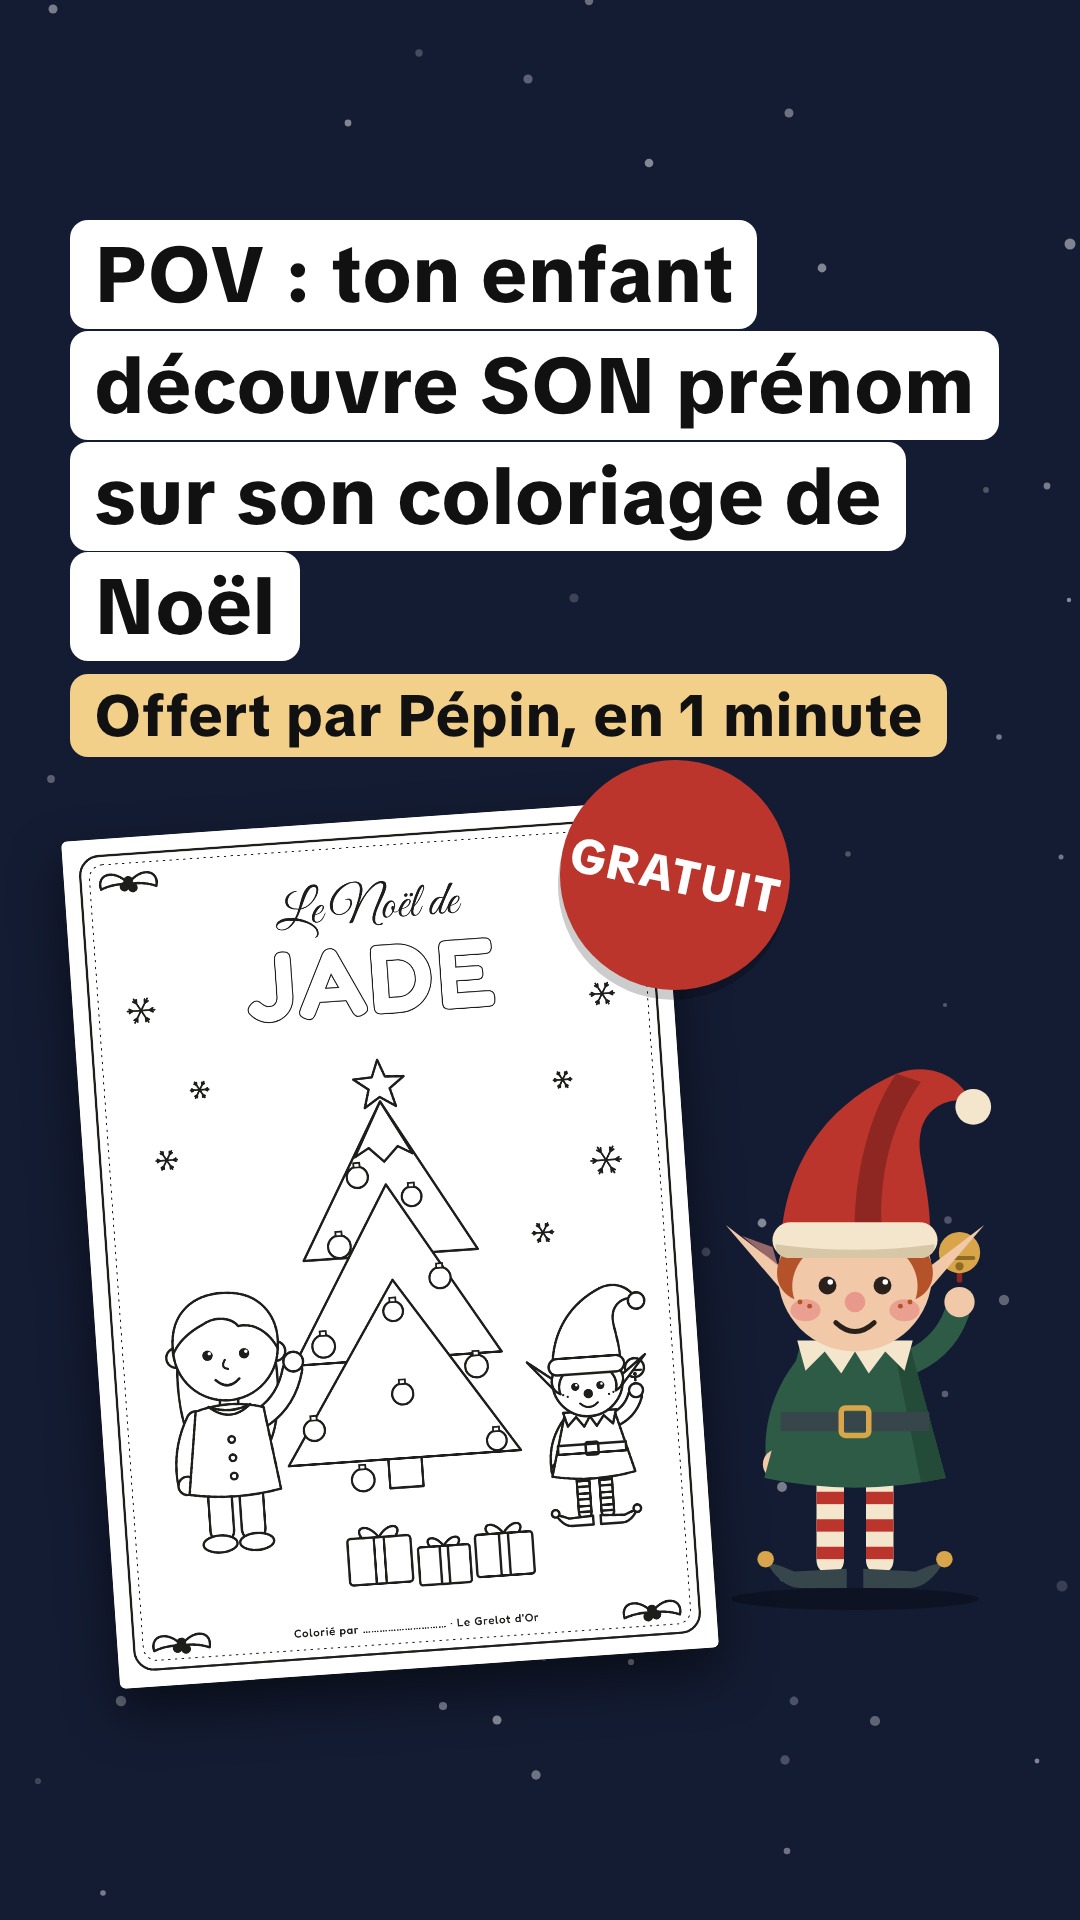 POV : ton enfant
découvre SON prénom
sur son coloriage de
Noël
Offert par Pépin, en 1 minute
GRATUIT
Le Noël de
JADE
Colorié par .............................. · Le Grelot d'Or